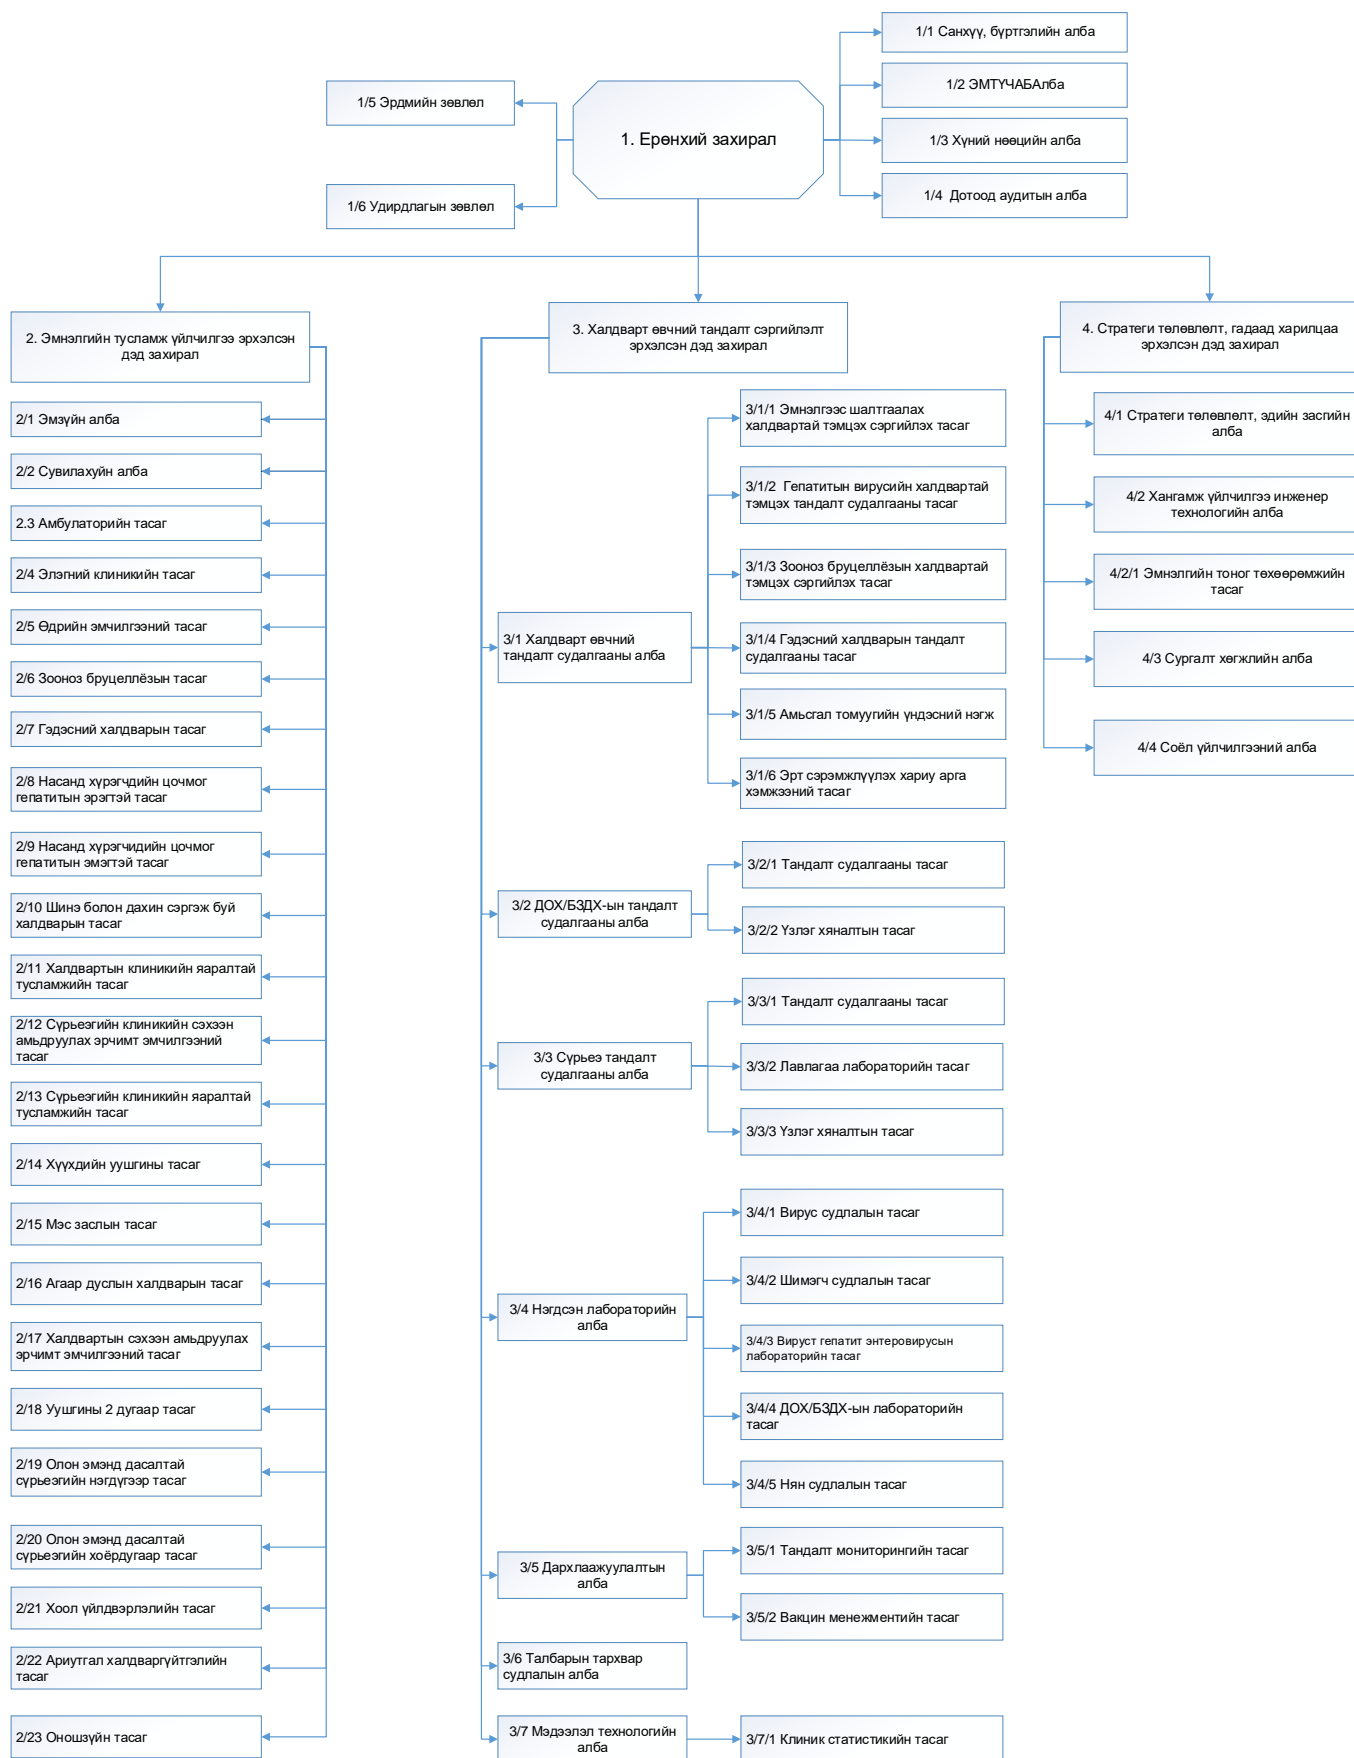 1. Ерөнхий захирал
1/1 Санхүү, бүртгэлийн алба
1/2 ЭМТҮЧАБАлба
1/3 Хүний нөөцийн алба
1/4 Дотоод аудитын алба
1/5 Эрдмийн зөвлөл
1/6 Удирдлагын зөвлөл
2. Эмнэлгийн тусламж үйлчилгээ эрхэлсэн
дэд захирал
2/1 Эмзүйн алба
2/2 Сувилахуйн алба
2.3 Амбулаторийн тасаг
2/4 Элэгний клиникийн тасаг
2/5 Өдрийн эмчилгээний тасаг
2/6 Зооноз бруцеллёзын тасаг
2/7 Гэдэсний халдварын тасаг
2/8 Насанд хүрэгчдийн цочмог
гепатитын эрэгтэй тасаг
2/9 Насанд хүрэгчидийн цочмог
гепатитын эмэгтэй тасаг
2/10 Шинэ болон дахин сэргэж буй
халдварын тасаг
2/11 Халдвартын клиникийн яаралтай
тусламжийн тасаг
2/12 Сүрьеэгийн клиникийн сэхээн
амьдруулах эрчимт эмчилгээний
тасаг
2/13 Сүрьеэгийн клиникийн яаралтай
тусламжийн тасаг
2/14 Хүүхдийн уушгины тасаг
2/15 Мэс заслын тасаг
2/16 Агаар дуслын халдварын тасаг
2/17 Халдвартын сэхээн амьдруулах
эрчимт эмчилгээний тасаг
2/18 Уушгины 2 дугаар тасаг
2/19 Олон эмэнд дасалтай
сүрьеэгийн нэгдүгээр тасаг
2/20 Олон эмэнд дасалтай
сүрьеэгийн хоёрдугаар тасаг
2/21 Хоол үйлдвэрлэлийн тасаг
2/22 Ариутгал халдваргүйтгэлийн
тасаг
2/23 Оношзүйн тасаг
3. Халдварт өвчний тандалт сэргийлэлт
эрхэлсэн дэд захирал
3/1 Халдварт өвчний
тандалт судалгааны алба
3/1/1 Эмнэлгээс шалтгаалах
халдвартай тэмцэх сэргийлэх тасаг
3/1/2 Гепатитын вирусийн халдвартай
тэмцэх тандалт судалгааны тасаг
3/1/3 Зооноз бруцеллёзын халдвартай
тэмцэх сэргийлэх тасаг
3/1/4 Гэдэсний халдварын тандалт
судалгааны тасаг
3/1/5 Амьсгал томуугийн үндэсний нэгж
3/1/6 Эрт сэрэмжлүүлэх хариу арга
хэмжээний тасаг
3/2 ДОХ/БЗДХ-ын тандалт
судалгааны алба
3/2/1 Тандалт судалгааны тасаг
3/2/2 Үзлэг хяналтын тасаг
3/3 Сүрьеэ тандалт
судалгааны алба
3/3/1 Тандалт судалгааны тасаг
3/3/2 Лавлагаа лабораторийн тасаг
3/3/3 Үзлэг хяналтын тасаг
3/4 Нэгдсэн лабораторийн
алба
3/4/1 Вирус судлалын тасаг
3/4/2 Шимэгч судлалын тасаг
3/4/3 Вируст гепатит энтеровирусын
лабораторийн тасаг
3/4/4 ДОХ/БЗДХ-ын лабораторийн
тасаг
3/4/5 Нян судлалын тасаг
3/5 Дархлаажуулалтын
алба
3/5/1 Тандалт мониторингийн тасаг
3/5/2 Вакцин менежментийн тасаг
3/6 Талбарын тархвар
судлалын алба
3/7 Мэдээлэл технологийн
алба
3/7/1 Клиник статистикийн тасаг
4. Стратеги төлөвлөлт, гадаад харилцаа
эрхэлсэн дэд захирал
4/1 Стратеги төлөвлөлт, эдийн засгийн
алба
4/2 Хангамж үйлчилгээ инженер
технологийн алба
4/2/1 Эмнэлгийн тоног төхөөрөмжийн
тасаг
4/3 Сургалт хөгжлийн алба
4/4 Соёл үйлчилгээний алба